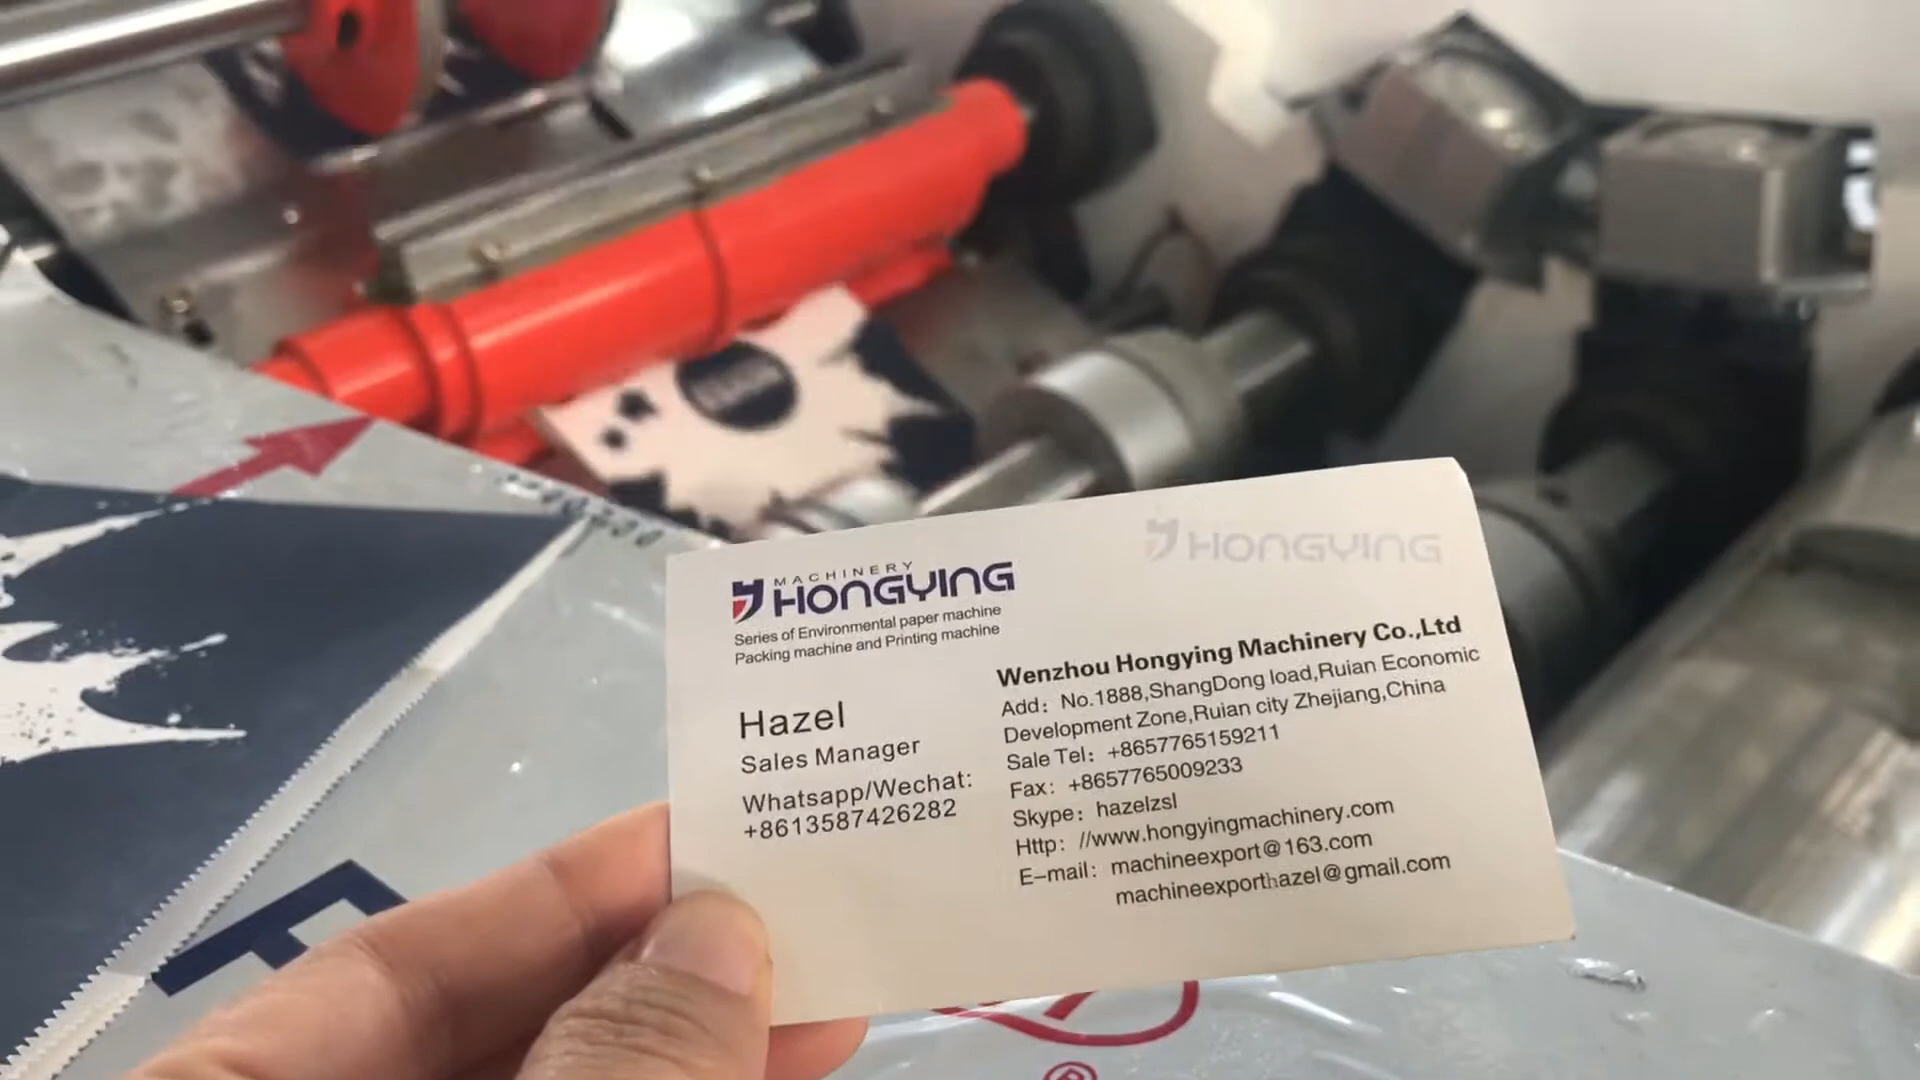 MACHINERY
HONGYING
Series of Environmental paper machine
Packing machine and Printing machine
HONGYING
Hazel
Sales Manager
Whatsapp/Wechat:
+8613587426282
Wenzhou Hongying Machinery Co.,Ltd
Add: No.1888,ShangDong load,Ruian Economic
Development Zone,Ruian city Zhejiang,China
Sale Tel: +8657765159211
Fax: +8657765009233
Skype: hazelzsl
Http: //www.hongyingmachinery.com
E-mail: machineexport@163.com
machineexporthazel@gmail.com
®